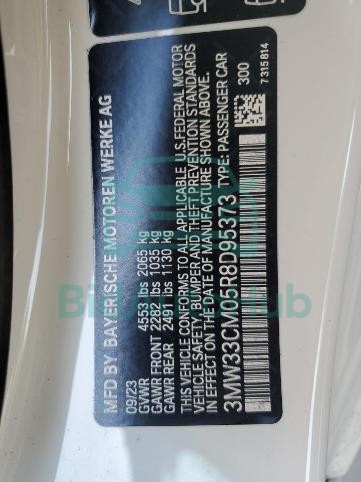 MFD BY BAYERISCHE MOTOREN WERKE AG
09/23
GVWR 4553 lbs 2065 kg
GAWR FRONT 2282 lbs 1035 kg
GAWR REAR 2491 lbs 1130 kg
THIS VEHICLE CONFORMS TO ALL APPLICABLE U.S. FEDERAL MOTOR
VEHICLE SAFETY, BUMPER AND THEFT PREVENTION STANDARDS
IN EFFECT ON THE DATE OF MANUFACTURE SHOWN ABOVE.
3MW33CM05R8D95373 TYPE: PASSENGER CAR
300
7315814